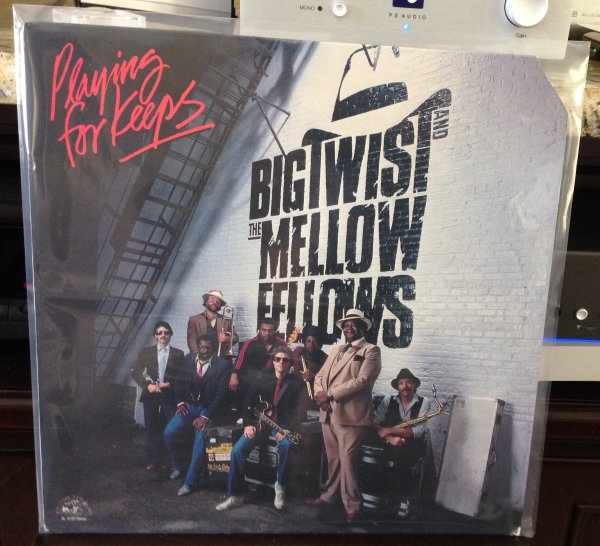 MONO
PS AUDIO
Gain
Playing
for Keeps
BIG TWIST
AND
THE
MELLOW
FELLOWS